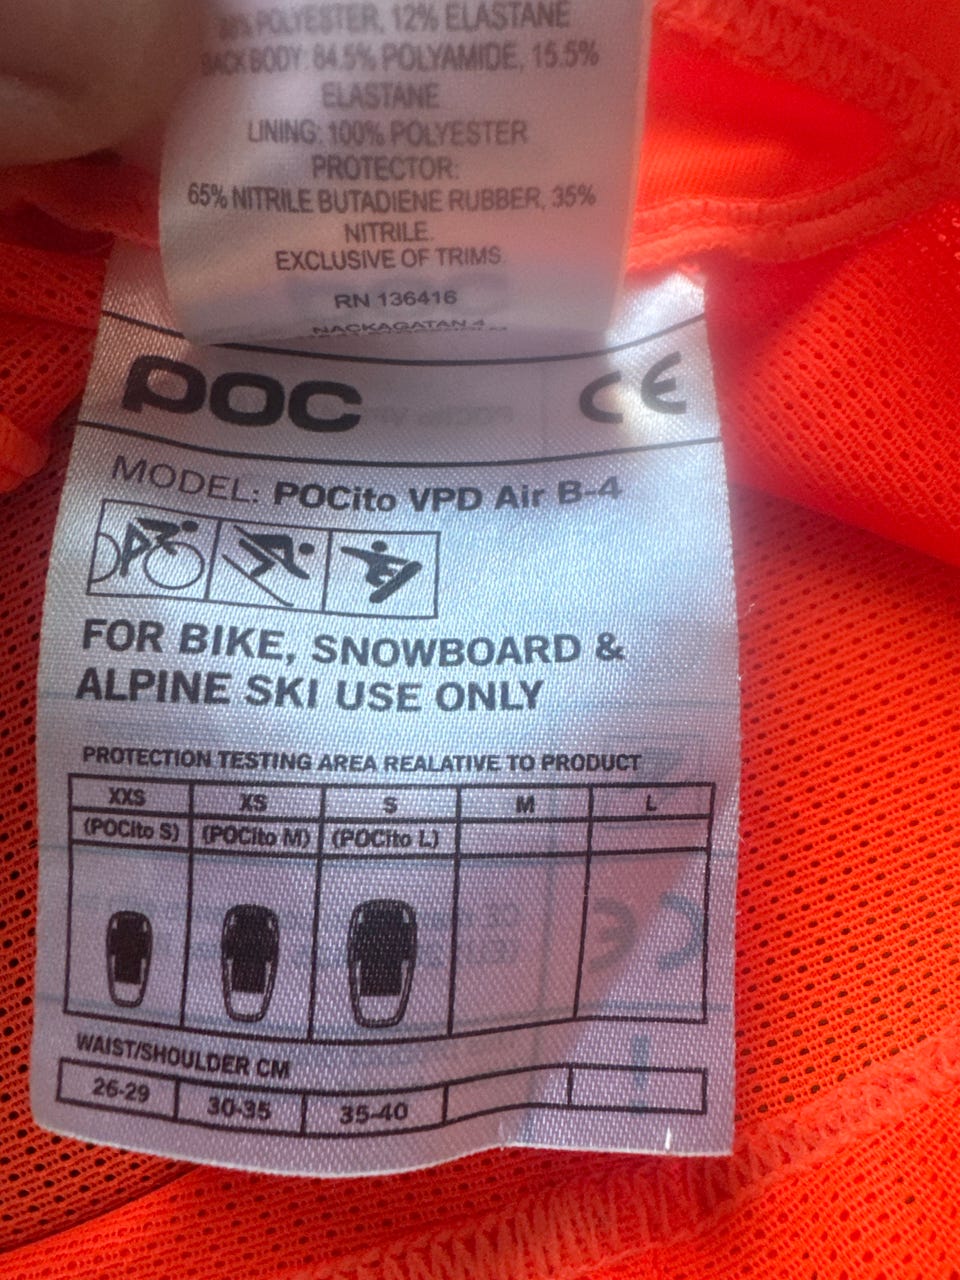 POLYESTER, 12% ELASTANE
BACK BODY: 84.5% POLYAMIDE, 15.5%
ELASTANE
LINING: 100% POLYESTER
PROTECTOR:
65% NITRILE BUTADIENE RUBBER, 35%
NITRILE.
EXCLUSIVE OF TRIMS
RN 136416
NACKAGATAN 4
POC CE
MODEL: POCito VPD Air B-4
FOR BIKE, SNOWBOARD &
ALPINE SKI USE ONLY
PROTECTION TESTING AREA REALATIVE TO PRODUCT
XXS XS S M L
(POCito S) (POCito M) (POCito L)
WAIST/SHOULDER CM
26-29 30-35 35-40